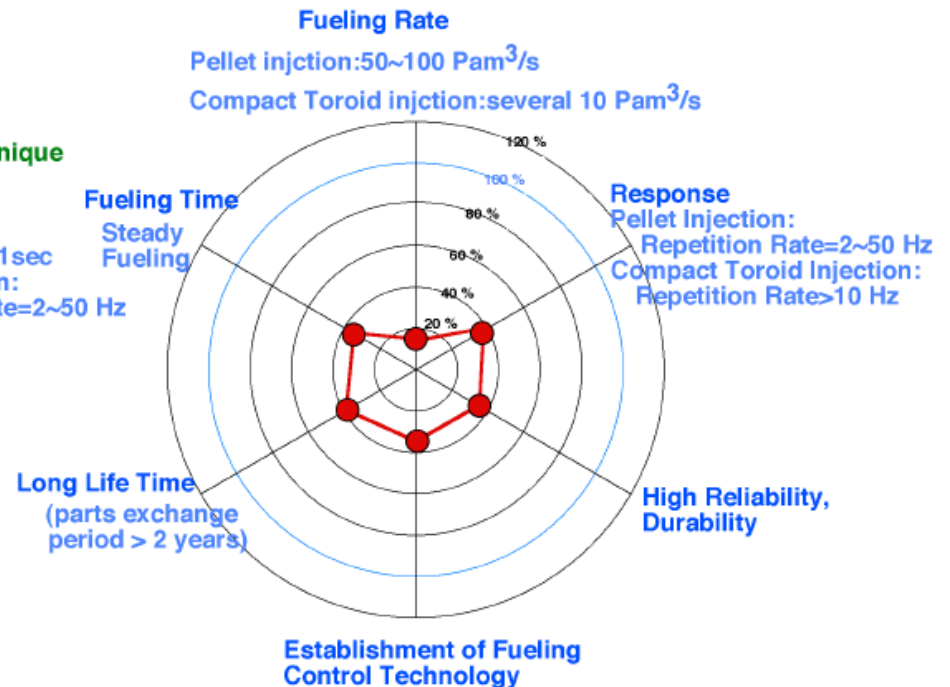 Fueling Rate
Pellet injction:50~100 Pam³/s
Compact Toroid injction:several 10 Pam³/s
nique
120 %
100 %
80 %
60 %
40 %
20 %
Fueling Time
Steady
Fueling
1sec
n:
te=2~50 Hz
Response
Pellet Injection:
Repetition Rate=2~50 Hz
Compact Toroid Injection:
Repetition Rate>10 Hz
Long Life Time
(parts exchange
period > 2 years)
High Reliability,
Durability
Establishment of Fueling
Control Technology